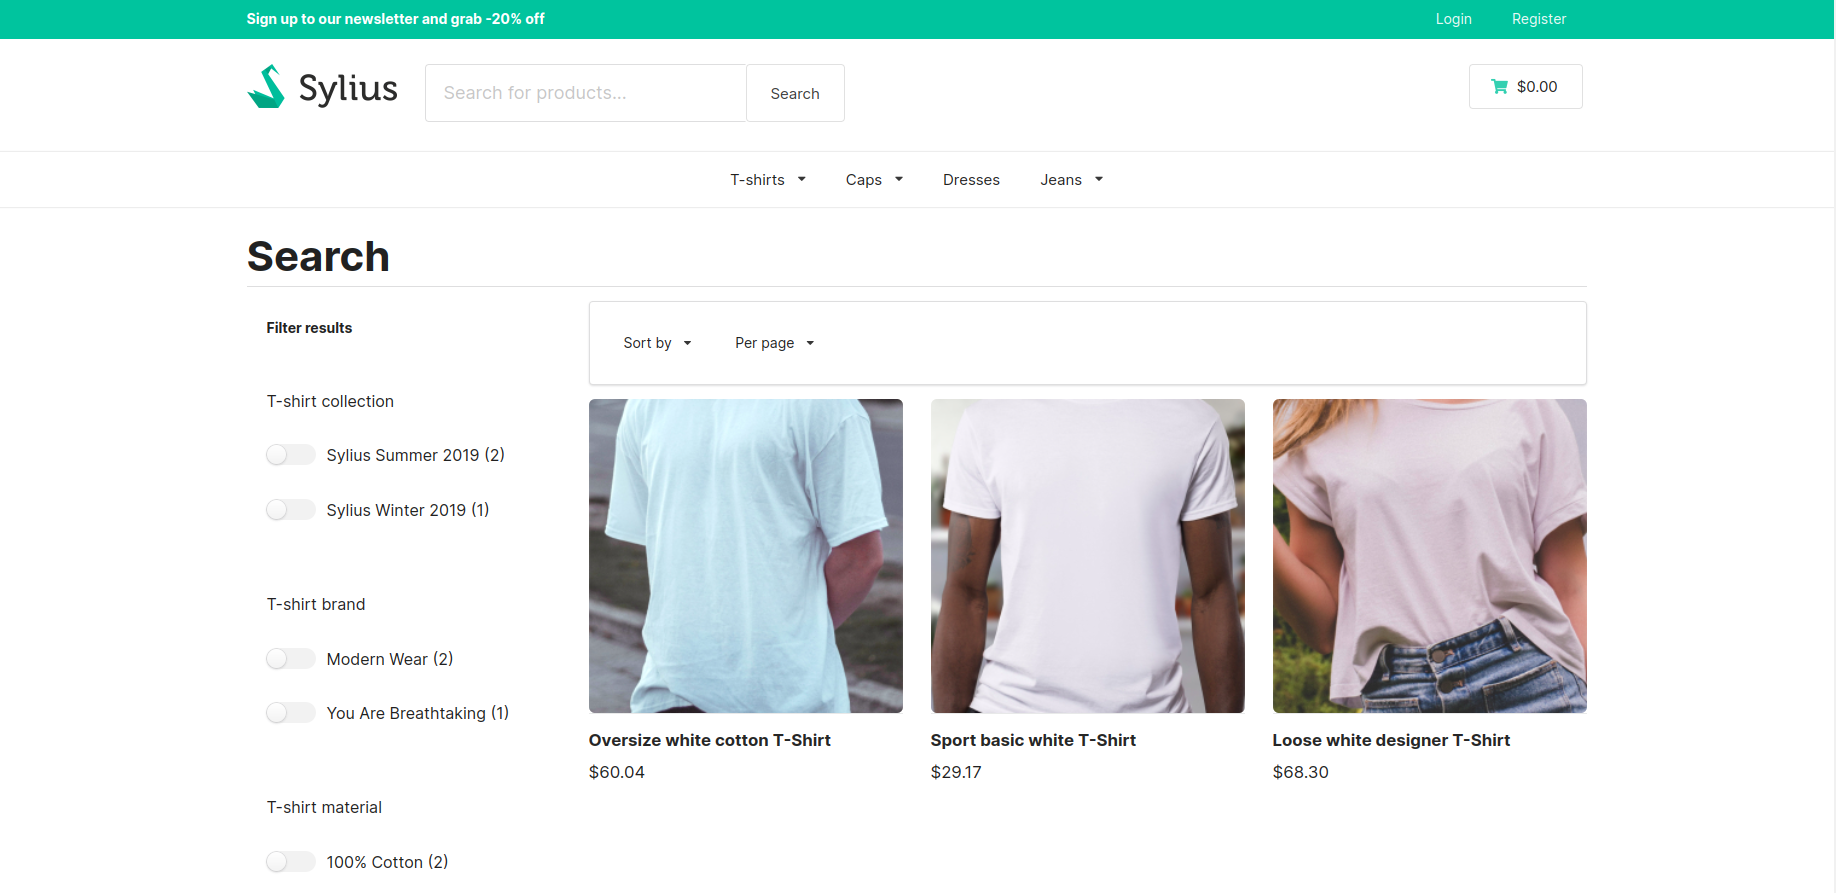 Sign up to our newsletter and grab -20% off
Login
Register
Sylius
Search for products...
Search
$0.00
T-shirts
Caps
Dresses
Jeans
Search
Filter results
Sort by
Per page
T-shirt collection
Sylius Summer 2019 (2)
Sylius Winter 2019 (1)
T-shirt brand
Modern Wear (2)
You Are Breathtaking (1)
T-shirt material
100% Cotton (2)
Oversize white cotton T-Shirt
$60.04
Sport basic white T-Shirt
$29.17
Loose white designer T-Shirt
$68.30